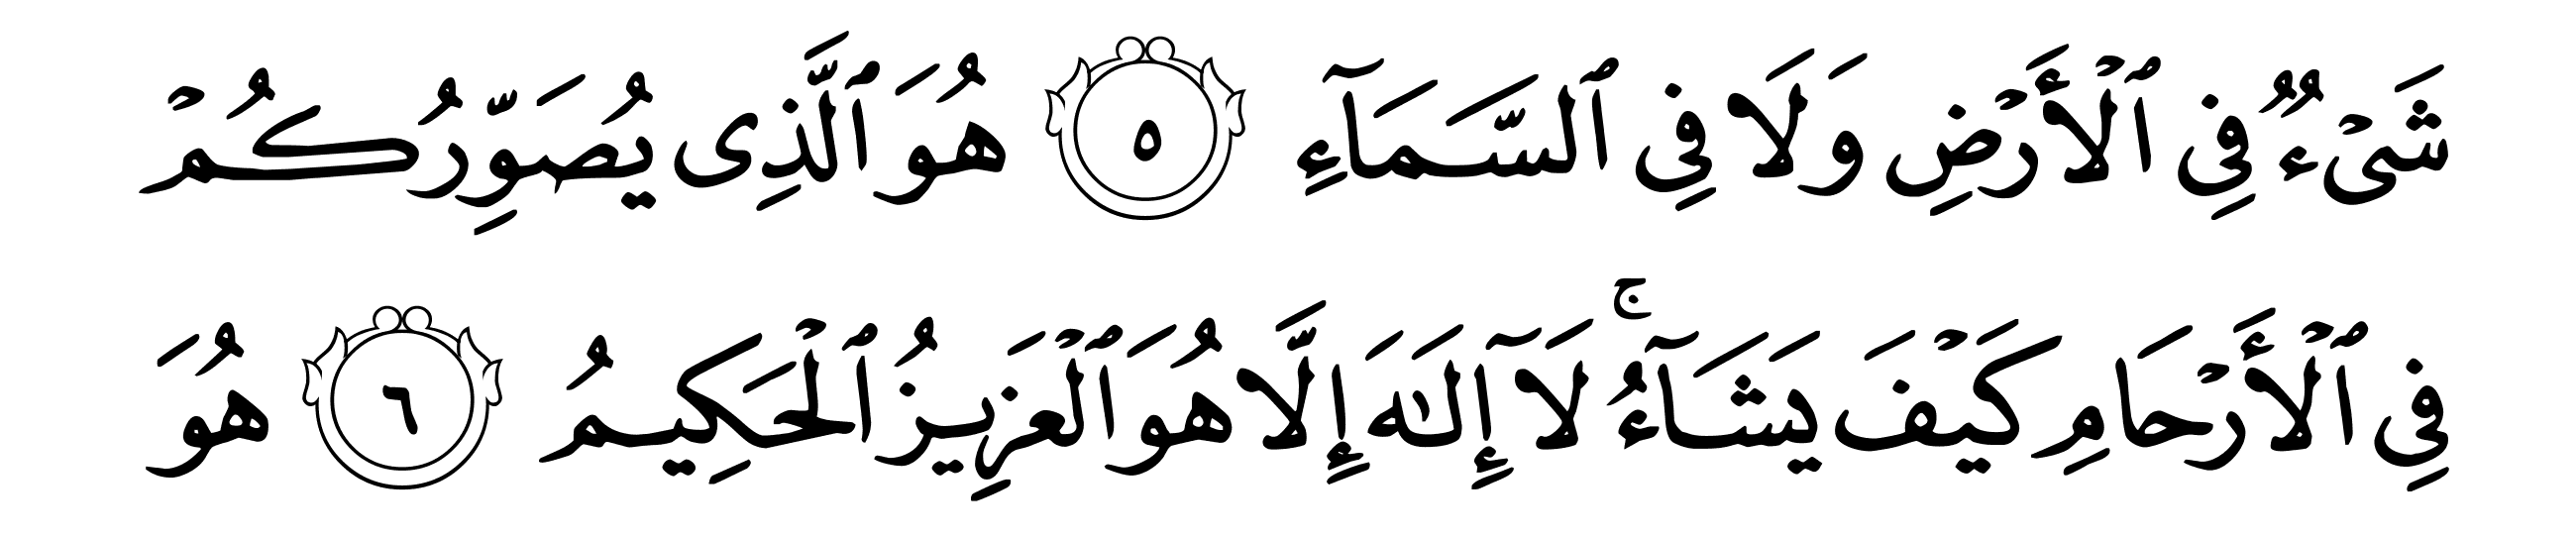 شَىْءٌۭ فِى ٱلْأَرْضِ وَلَا فِى ٱلسَّمَآءِ ٥ هُوَ ٱلَّذِى يُصَوِّرُكُمْ
فِى ٱلْأَرْحَامِ كَيْفَ يَشَآءُ ۚ لَآ إِلَـٰهَ إِلَّا هُوَ ٱلْعَزِيزُ ٱلْحَكِيمُ ٦ هُوَ